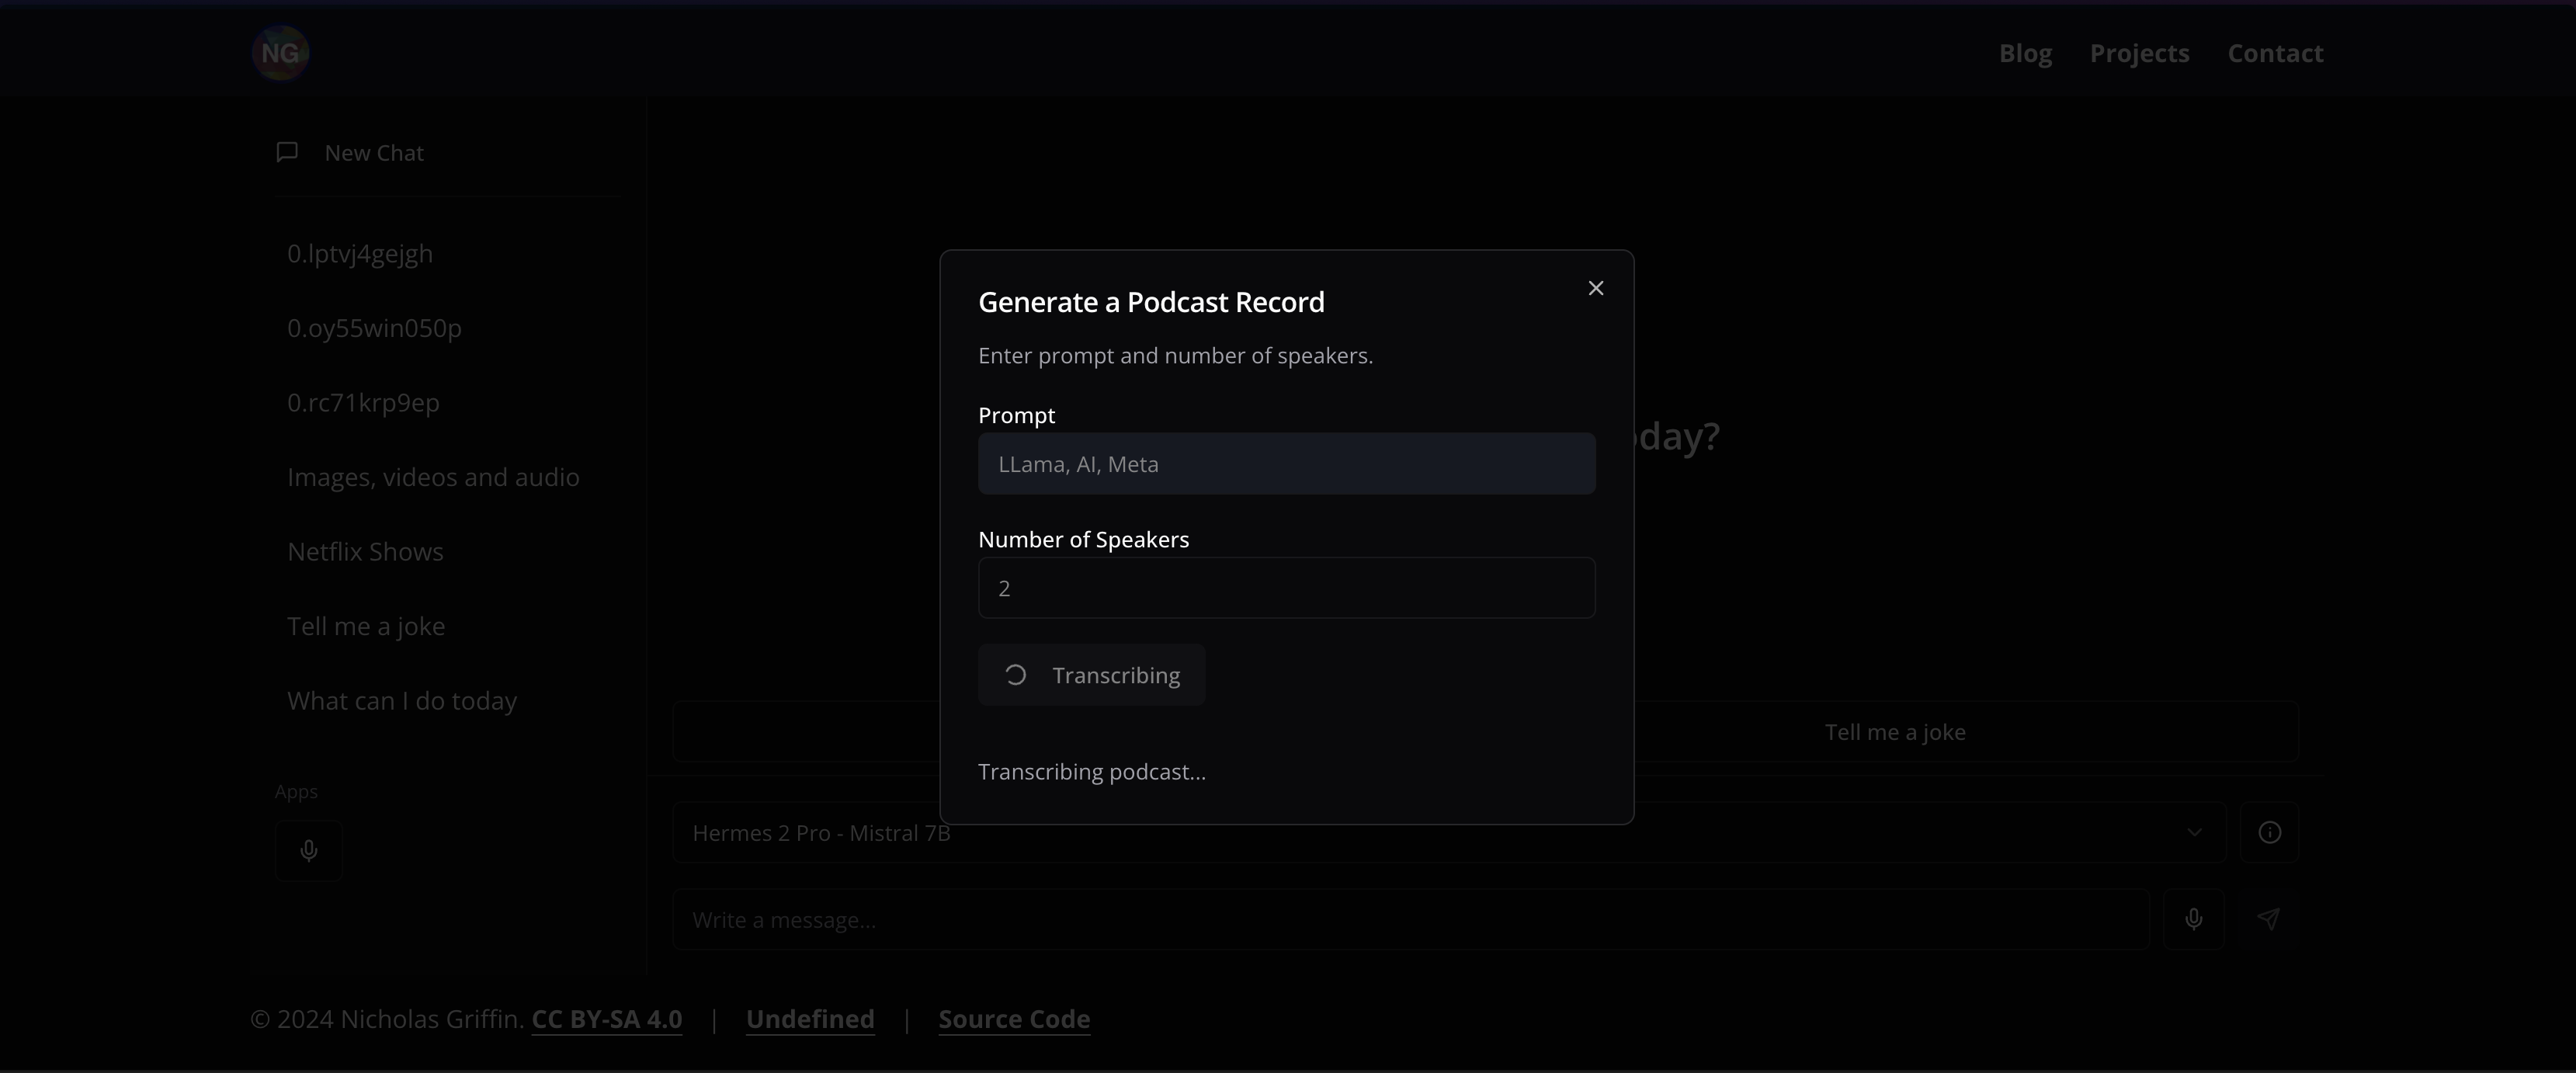 NG
Blog
Projects
Contact
New Chat
0.lptvj4gejgh
0.oy55win050p
0.rc71krp9ep
Images, videos and audio
Netflix Shows
Tell me a joke
What can I do today
Apps
Generate a Podcast Record
Enter prompt and number of speakers.
Prompt
LLama, AI, Meta
Number of Speakers
2
Transcribing
Transcribing podcast...
day?
Tell me a joke
Hermes 2 Pro - Mistral 7B
Write a message...
© 2024 Nicholas Griffin. CC BY-SA 4.0 | Undefined | Source Code